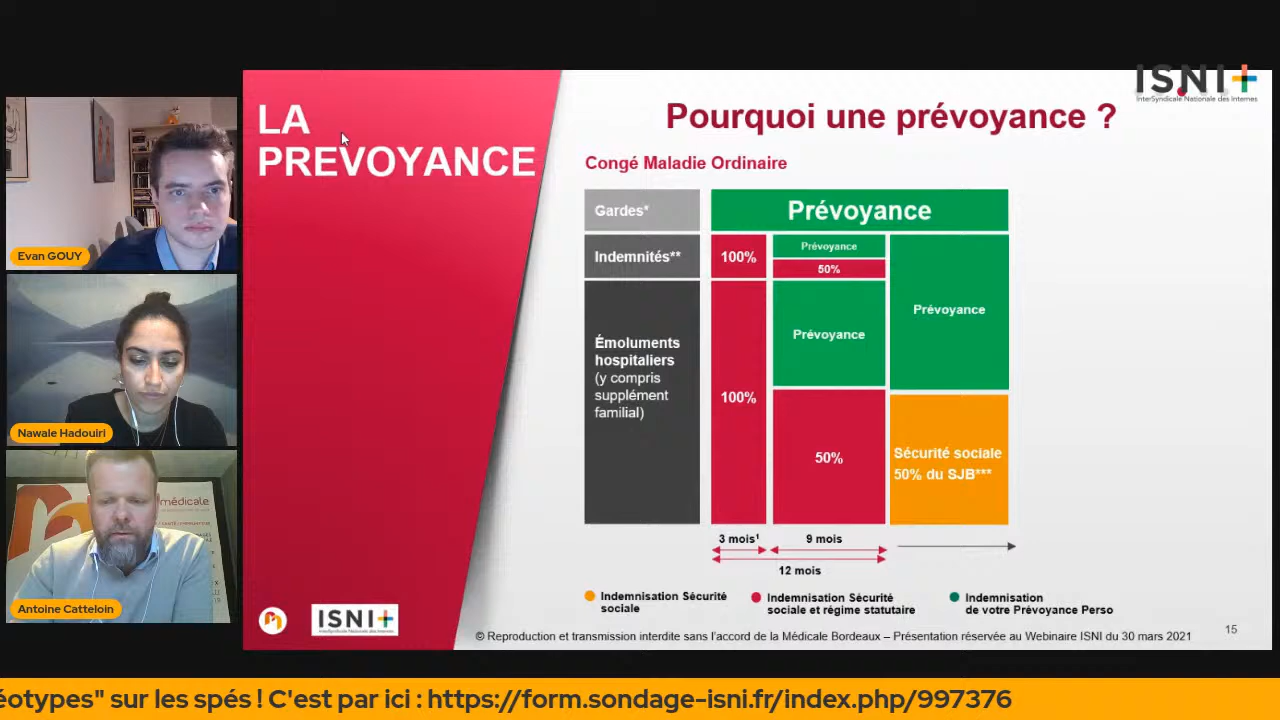 LA
PREVOYANCE
ISNI+
InterSyndicale Nationale des Internes
Pourquoi une prévoyance ?
Congé Maladie Ordinaire
Gardes*
Prévoyance
Indemnités**
100%
Prévoyance
50%
Prévoyance
Émoluments
hospitaliers
(y compris
supplément
familial)
100%
Prévoyance
50%
Sécurité sociale
50% du SJB***
3 mois¹
9 mois
12 mois
Indemnisation Sécurité
sociale
Indemnisation Sécurité
sociale et régime statutaire
Indemnisation
de votre Prévoyance Perso
ISNI+
InterSyndicale Nationale des Internes
© Reproduction et transmission interdite sans l'accord de la Médicale Bordeaux – Présentation réservée au Webinaire ISNI du 30 mars 2021
15
Evan GOUY
Nawale Hadouiri
médicale
Antoine Catteloin
éotypes" sur les spés ! C'est par ici : https://form.sondage-isni.fr/index.php/997376